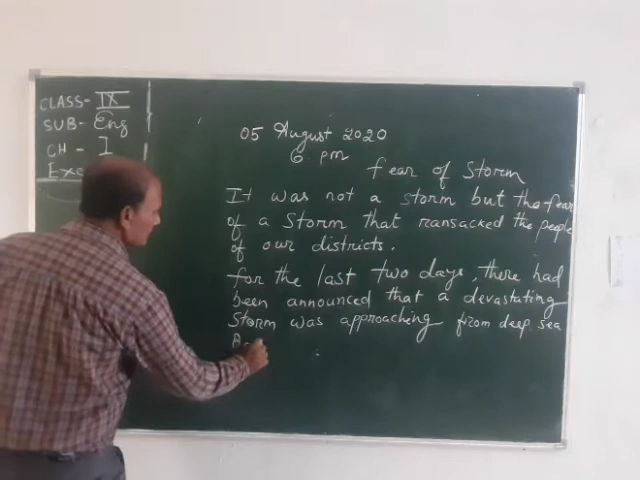 CLASS- IX
SUB- Eng
CH - I
Exe
05 August 2020
6 pm
fear of Storm
It was not a storm but the fear
of a Storm that ransacked the people
of our districts.
For the last two days, there had
been announced that a devastating
Storm was approaching from deep sea